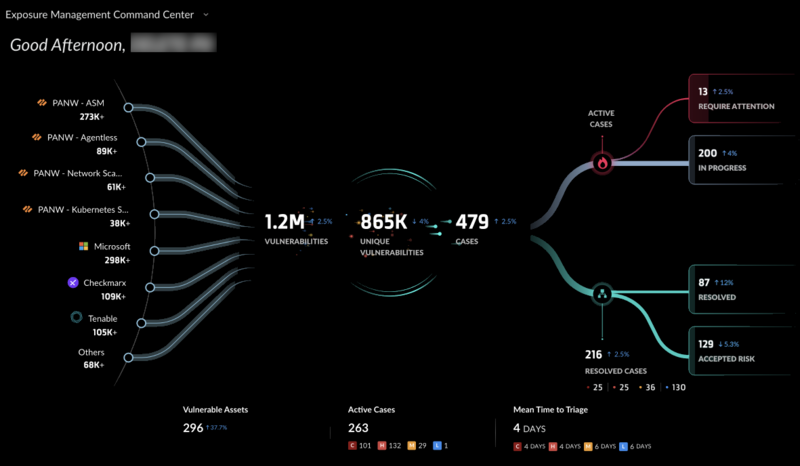 Exposure Management Command Center
Good Afternoon,
PANW - ASM
273K+
PANW - Agentless
89K+
PANW - Network Sca...
61K+
PANW - Kubernetes S...
38K+
Microsoft
298K+
Checkmarx
109K+
Tenable
105K+
Others
68K+
1.2M ↑ 2.5%
VULNERABILITIES
865K ↓ 4%
UNIQUE
VULNERABILITIES
479 ↑ 2.5%
CASES
ACTIVE
CASES
13 ↑ 2.5%
REQUIRE ATTENTION
200 ↑ 4%
IN PROGRESS
87 ↑ 12%
RESOLVED
129 ↓ 5.3%
ACCEPTED RISK
216 ↑ 2.5%
RESOLVED CASES
25 25 36 130
Vulnerable Assets
296 ↑ 37.7%
Active Cases
263
C 101 H 132 M 29 L 1
Mean Time to Triage
4 DAYS
C 4 DAYS H 4 DAYS M 6 DAYS L 6 DAYS